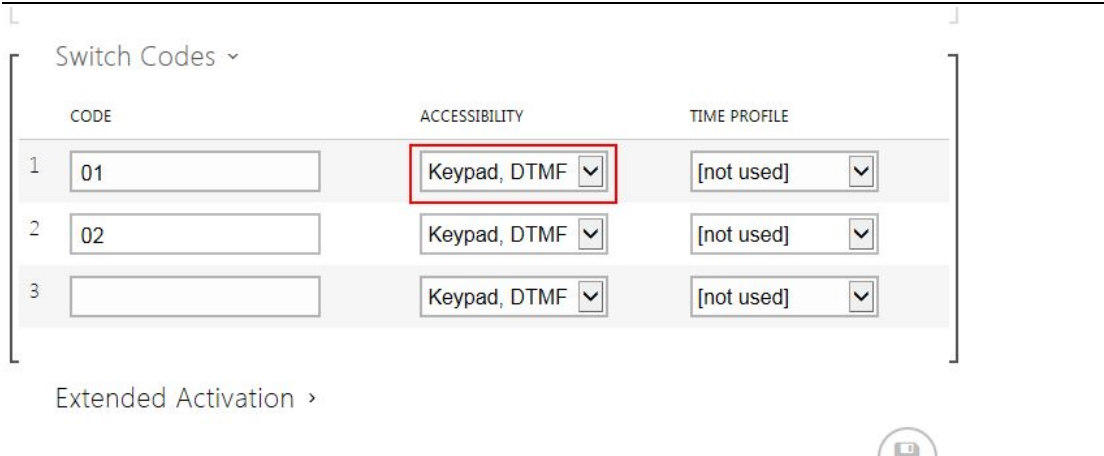 Switch Codes
CODE ACCESSIBILITY TIME PROFILE
1 01 Keypad, DTMF [not used]
2 02 Keypad, DTMF [not used]
3 Keypad, DTMF [not used]
Extended Activation